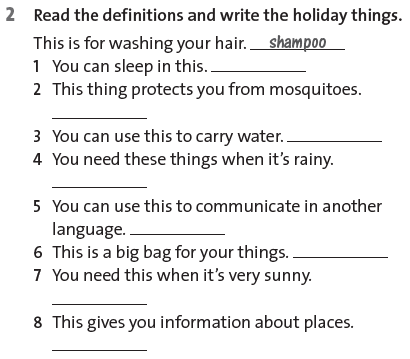 2 Read the definitions and write the holiday things.
This is for washing your hair. shampoo
1 You can sleep in this.
2 This thing protects you from mosquitoes.
3 You can use this to carry water.
4 You need these things when it's rainy.
5 You can use this to communicate in another
language.
6 This is a big bag for your things.
7 You need this when it's very sunny.
8 This gives you information about places.